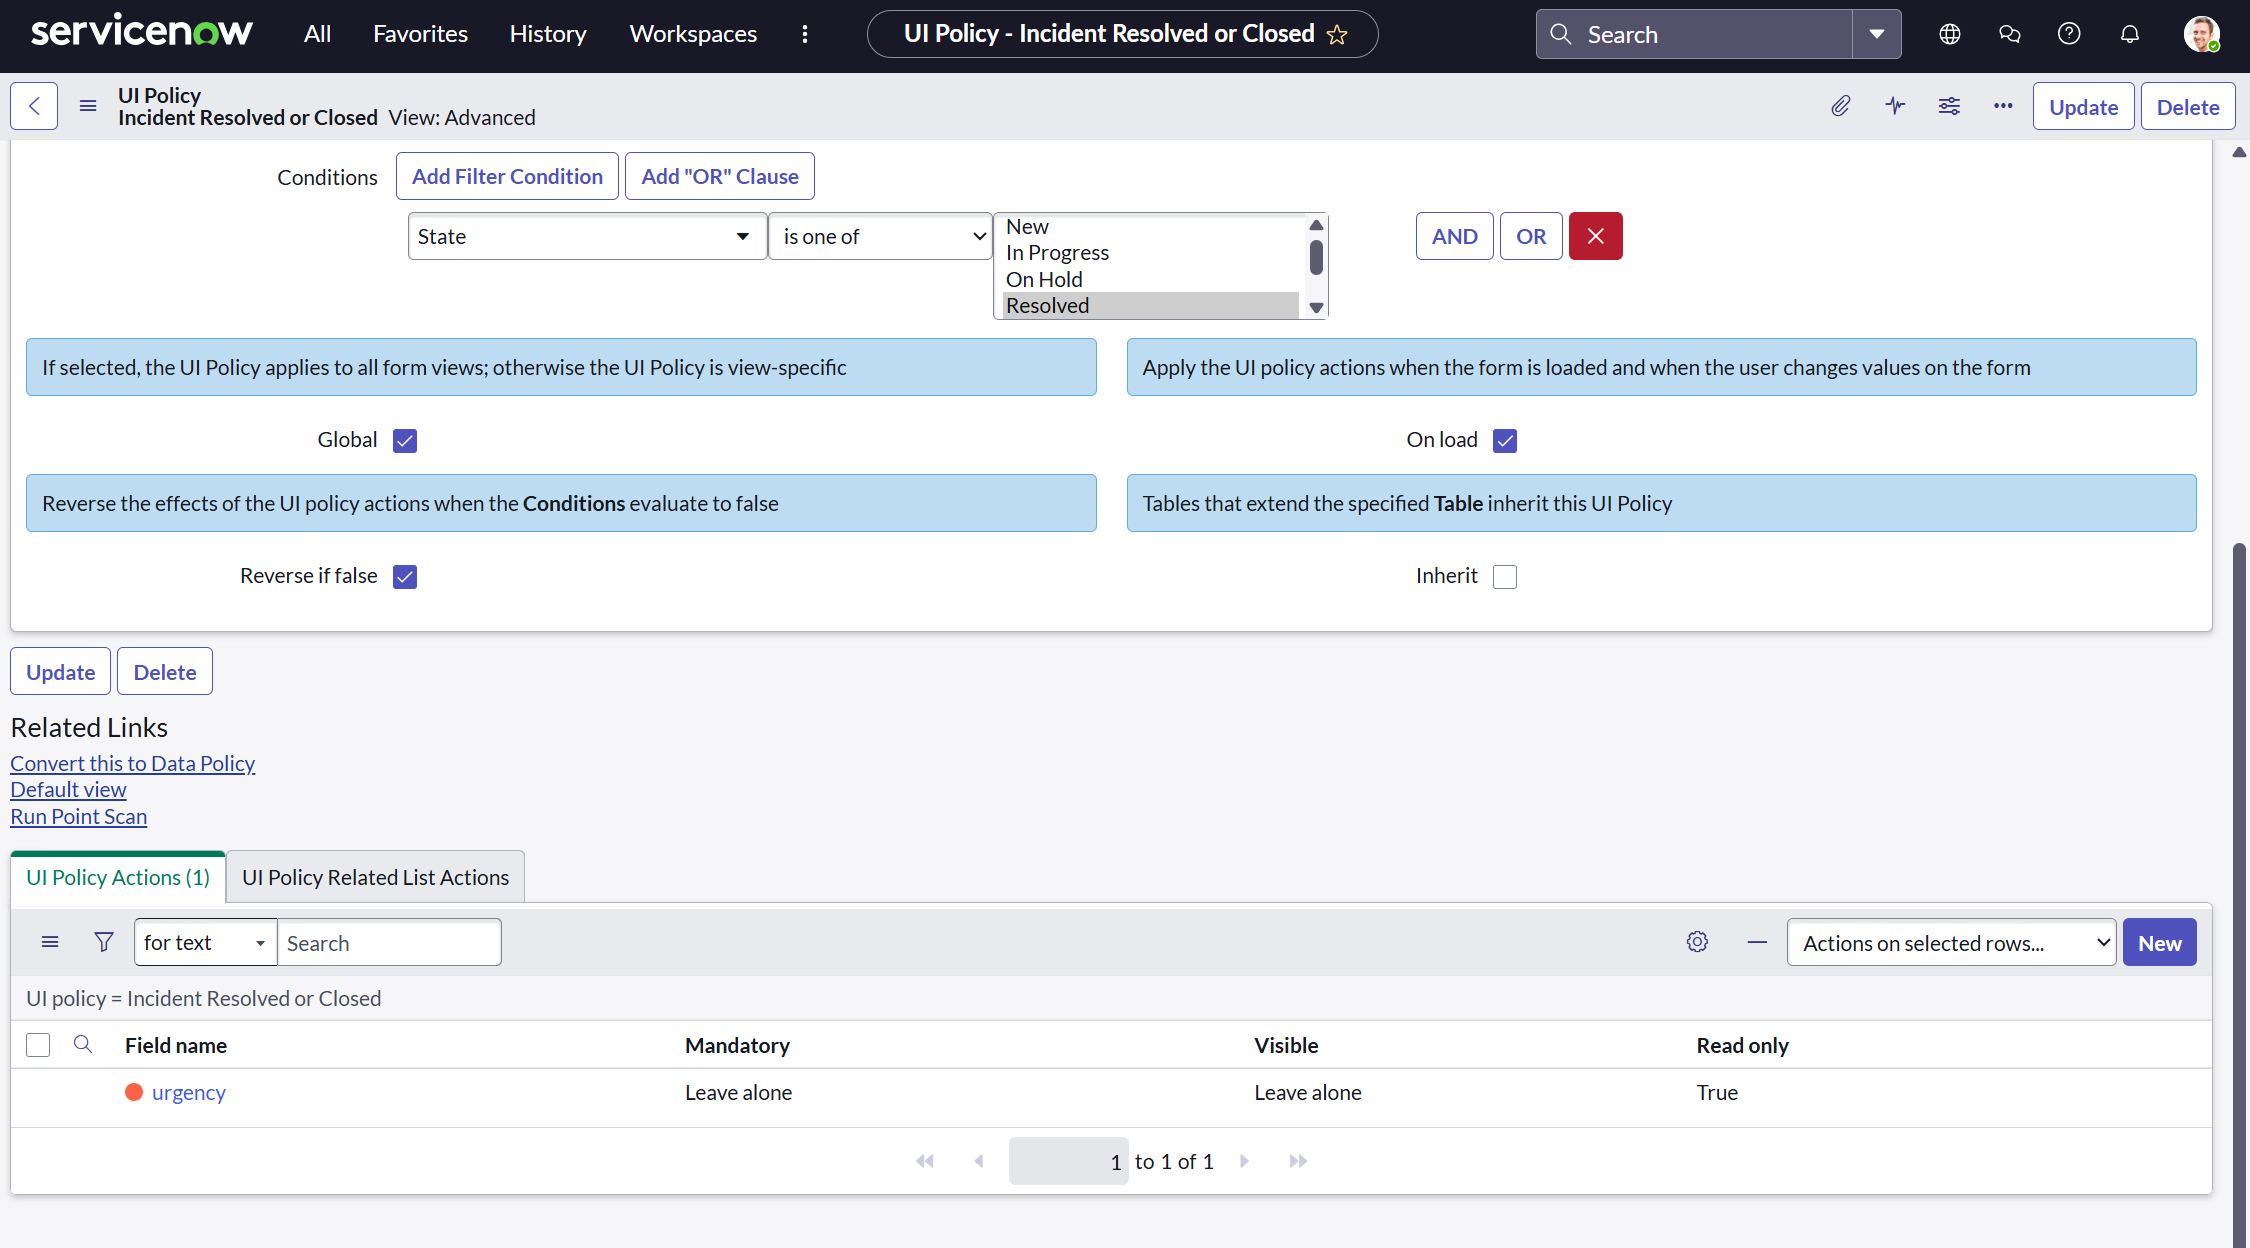 servicenow All Favorites History Workspaces UI Policy - Incident Resolved or Closed Search
UI Policy
Incident Resolved or Closed View: Advanced
Update Delete
Conditions Add Filter Condition Add "OR" Clause
State is one of
New
In Progress
On Hold
Resolved
AND OR
If selected, the UI Policy applies to all form views; otherwise the UI Policy is view-specific
Apply the UI policy actions when the form is loaded and when the user changes values on the form
Global
On load
Reverse the effects of the UI policy actions when the Conditions evaluate to false
Tables that extend the specified Table inherit this UI Policy
Reverse if false
Inherit
Update Delete
Related Links
Convert this to Data Policy
Default view
Run Point Scan
UI Policy Actions (1) UI Policy Related List Actions
for text Search Actions on selected rows... New
UI policy = Incident Resolved or Closed
Field name Mandatory Visible Read only
urgency Leave alone Leave alone True
1 to 1 of 1